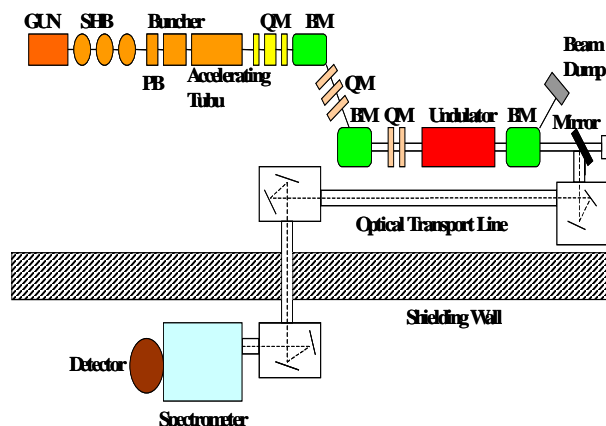 GUN SHB Buncher QM BM
PB Accelerating
Tubu
QM
Beam
Dump
BM QM Undulator BM Mirror
Optical Transport Line
Shielding Wall
Detector
Spectrometer